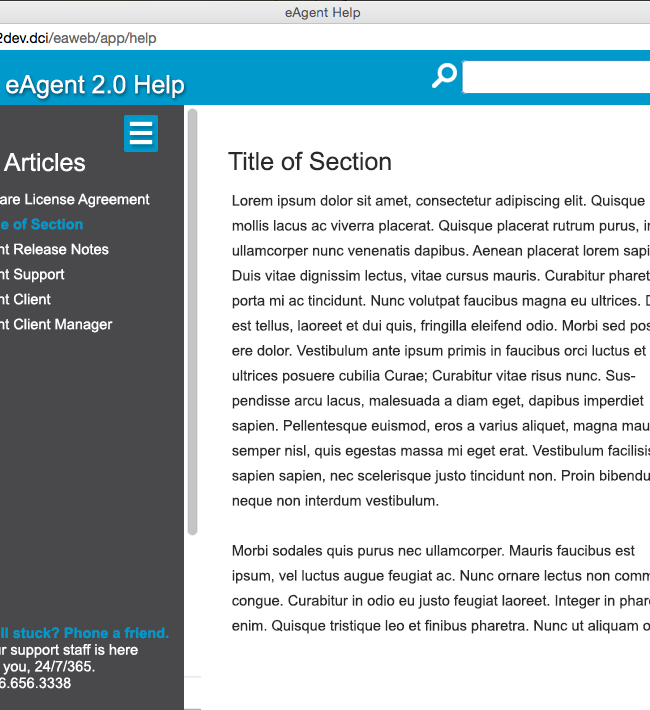 eAgent Help
2dev.dci/eaweb/app/help
eAgent 2.0 Help
Articles
are License Agreement
e of Section
nt Release Notes
nt Support
nt Client
nt Client Manager
ll stuck? Phone a friend.
ur support staff is here
you, 24/7/365.
6.656.3338
Title of Section
Lorem ipsum dolor sit amet, consectetur adipiscing elit. Quisque
mollis lacus ac viverra placerat. Quisque placerat rutrum purus, in
ullamcorper nunc venenatis dapibus. Aenean placerat lorem sapi
Duis vitae dignissim lectus, vitae cursus mauris. Curabitur pharet
porta mi ac tincidunt. Nunc volutpat faucibus magna eu ultrices. D
est tellus, laoreet et dui quis, fringilla eleifend odio. Morbi sed pos
ere dolor. Vestibulum ante ipsum primis in faucibus orci luctus et
ultrices posuere cubilia Curae; Curabitur vitae risus nunc. Sus-
pendisse arcu lacus, malesuada a diam eget, dapibus imperdiet
sapien. Pellentesque euismod, eros a varius aliquet, magna mau
semper nisl, quis egestas massa mi eget erat. Vestibulum facilisis
sapien sapien, nec scelerisque justo tincidunt non. Proin bibendu
neque non interdum vestibulum.
Morbi sodales quis purus nec ullamcorper. Mauris faucibus est
ipsum, vel luctus augue feugiat ac. Nunc ornare lectus non comm
congue. Curabitur in odio eu justo feugiat laoreet. Integer in phare
enim. Quisque tristique leo et finibus pharetra. Nunc ut aliquam o